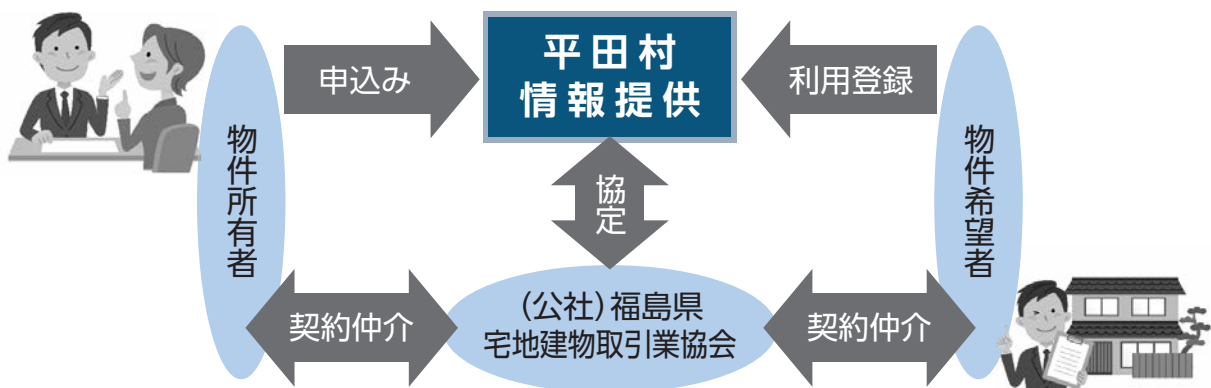 申込み
平田村
情報提供
利用登録
物件所有者
協定
物件希望者
契約仲介
(公社)福島県
宅地建物取引業協会
契約仲介